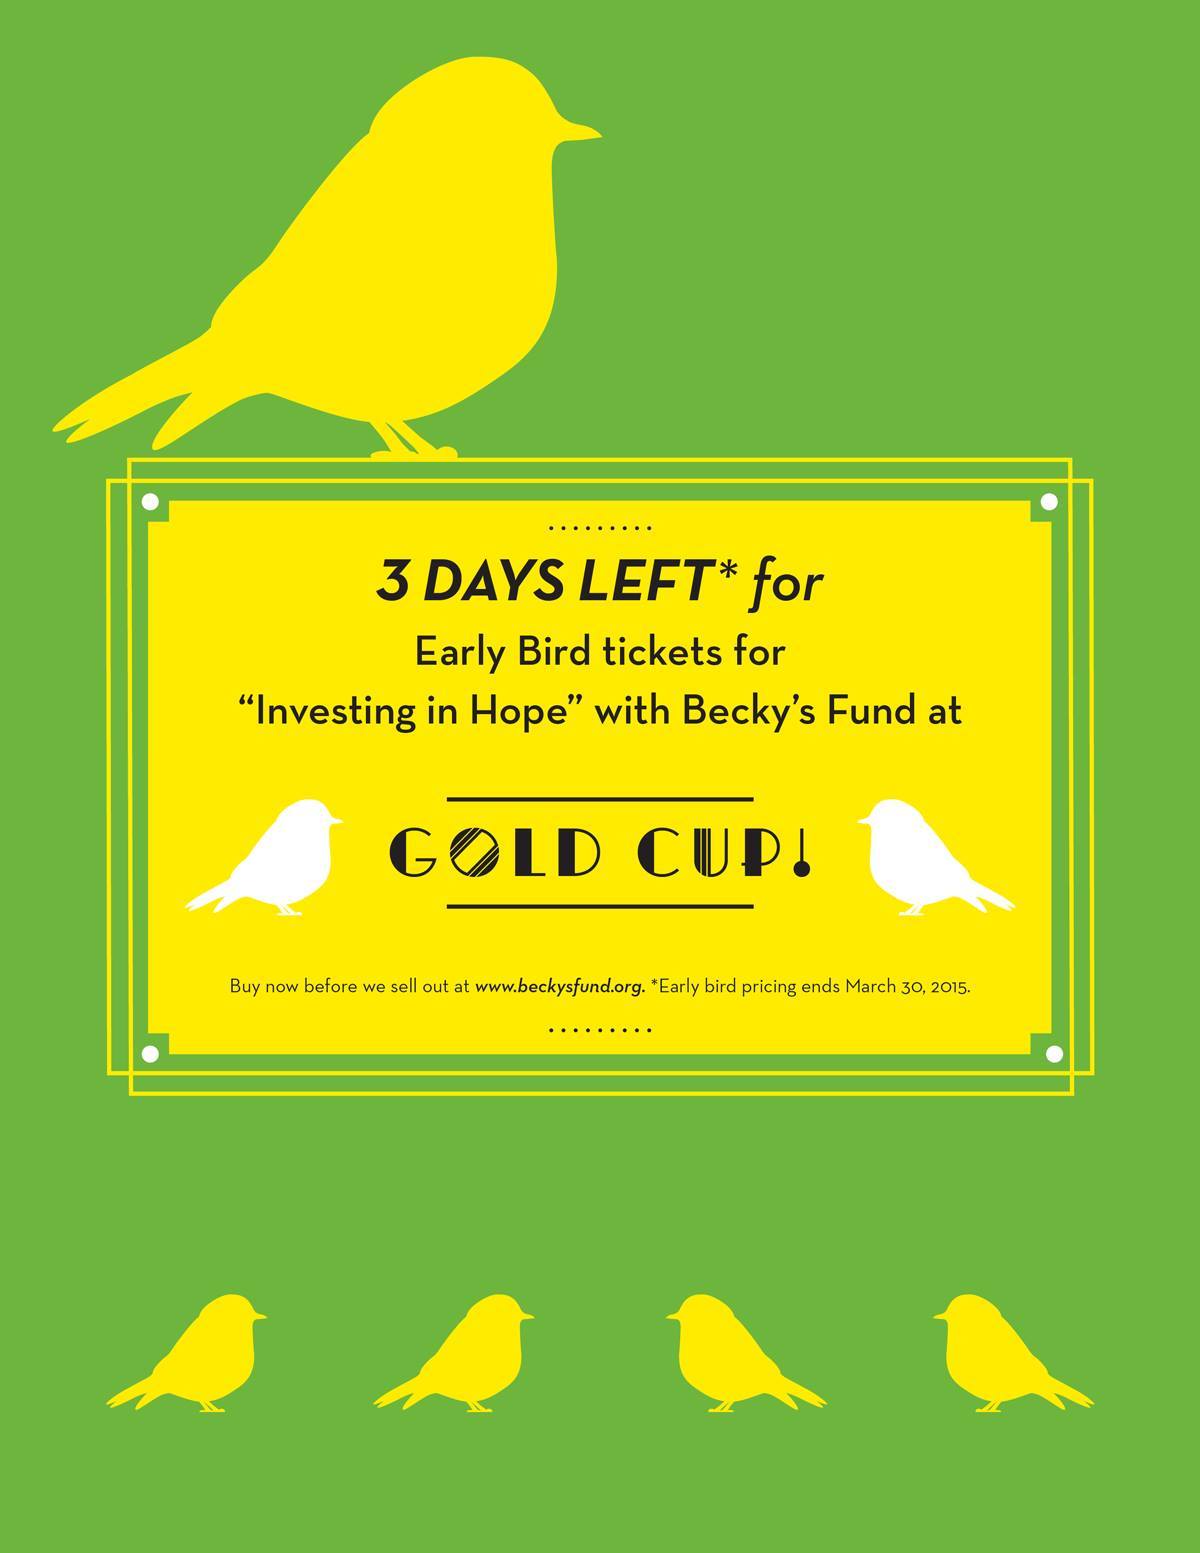 3 DAYS LEFT* for
Early Bird tickets for
“Investing in Hope” with Becky’s Fund at
GOLD CUP!
Buy now before we sell out at www.beckysfund.org. *Early bird pricing ends March 30, 2015.